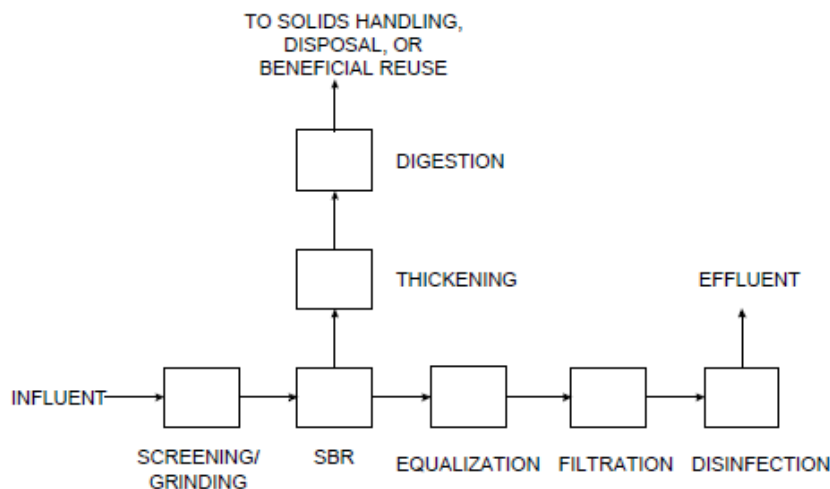 TO SOLIDS HANDLING,
DISPOSAL, OR
BENEFICIAL REUSE
DIGESTION
THICKENING
EFFLUENT
INFLUENT
SCREENING/
GRINDING
SBR
EQUALIZATION
FILTRATION
DISINFECTION